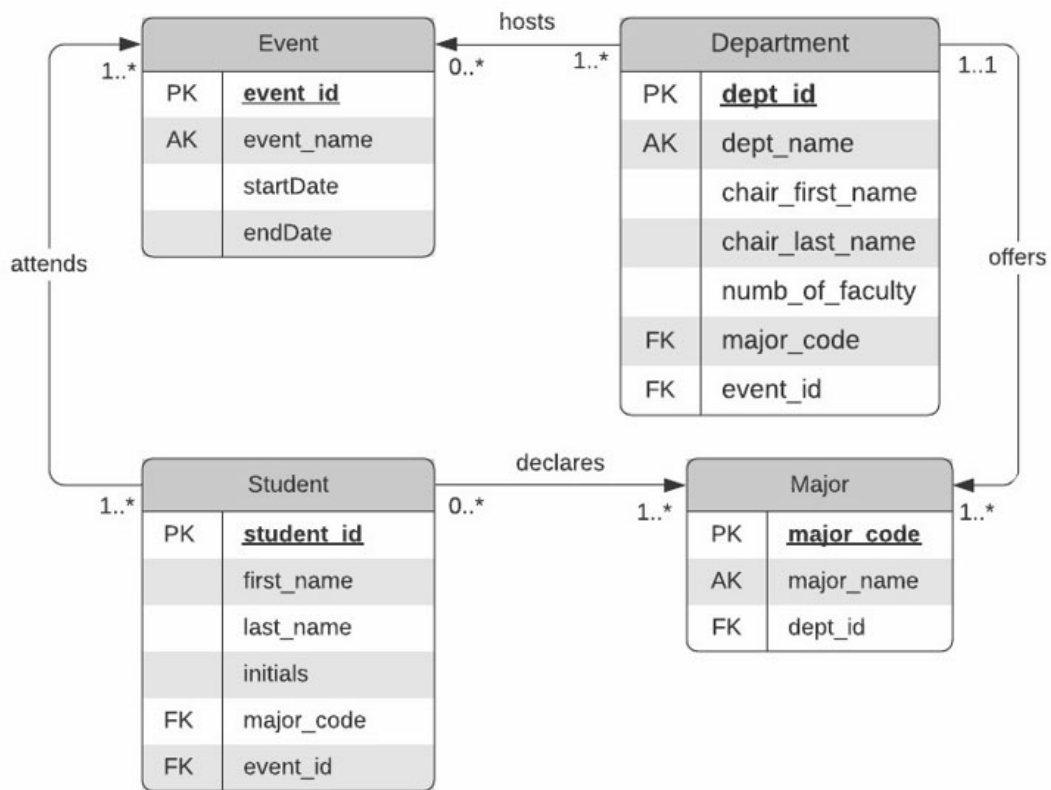 hosts
Event
1..*
0..*
PK event_id
AK event_name
startDate
endDate
Department
1..*
1..1
PK dept_id
AK dept_name
chair_first_name
chair_last_name
numb_of_faculty
FK major_code
FK event_id
attends
offers
declares
Student
1..*
0..*
PK student_id
first_name
last_name
initials
FK major_code
FK event_id
Major
1..*
1..*
PK major_code
AK major_name
FK dept_id